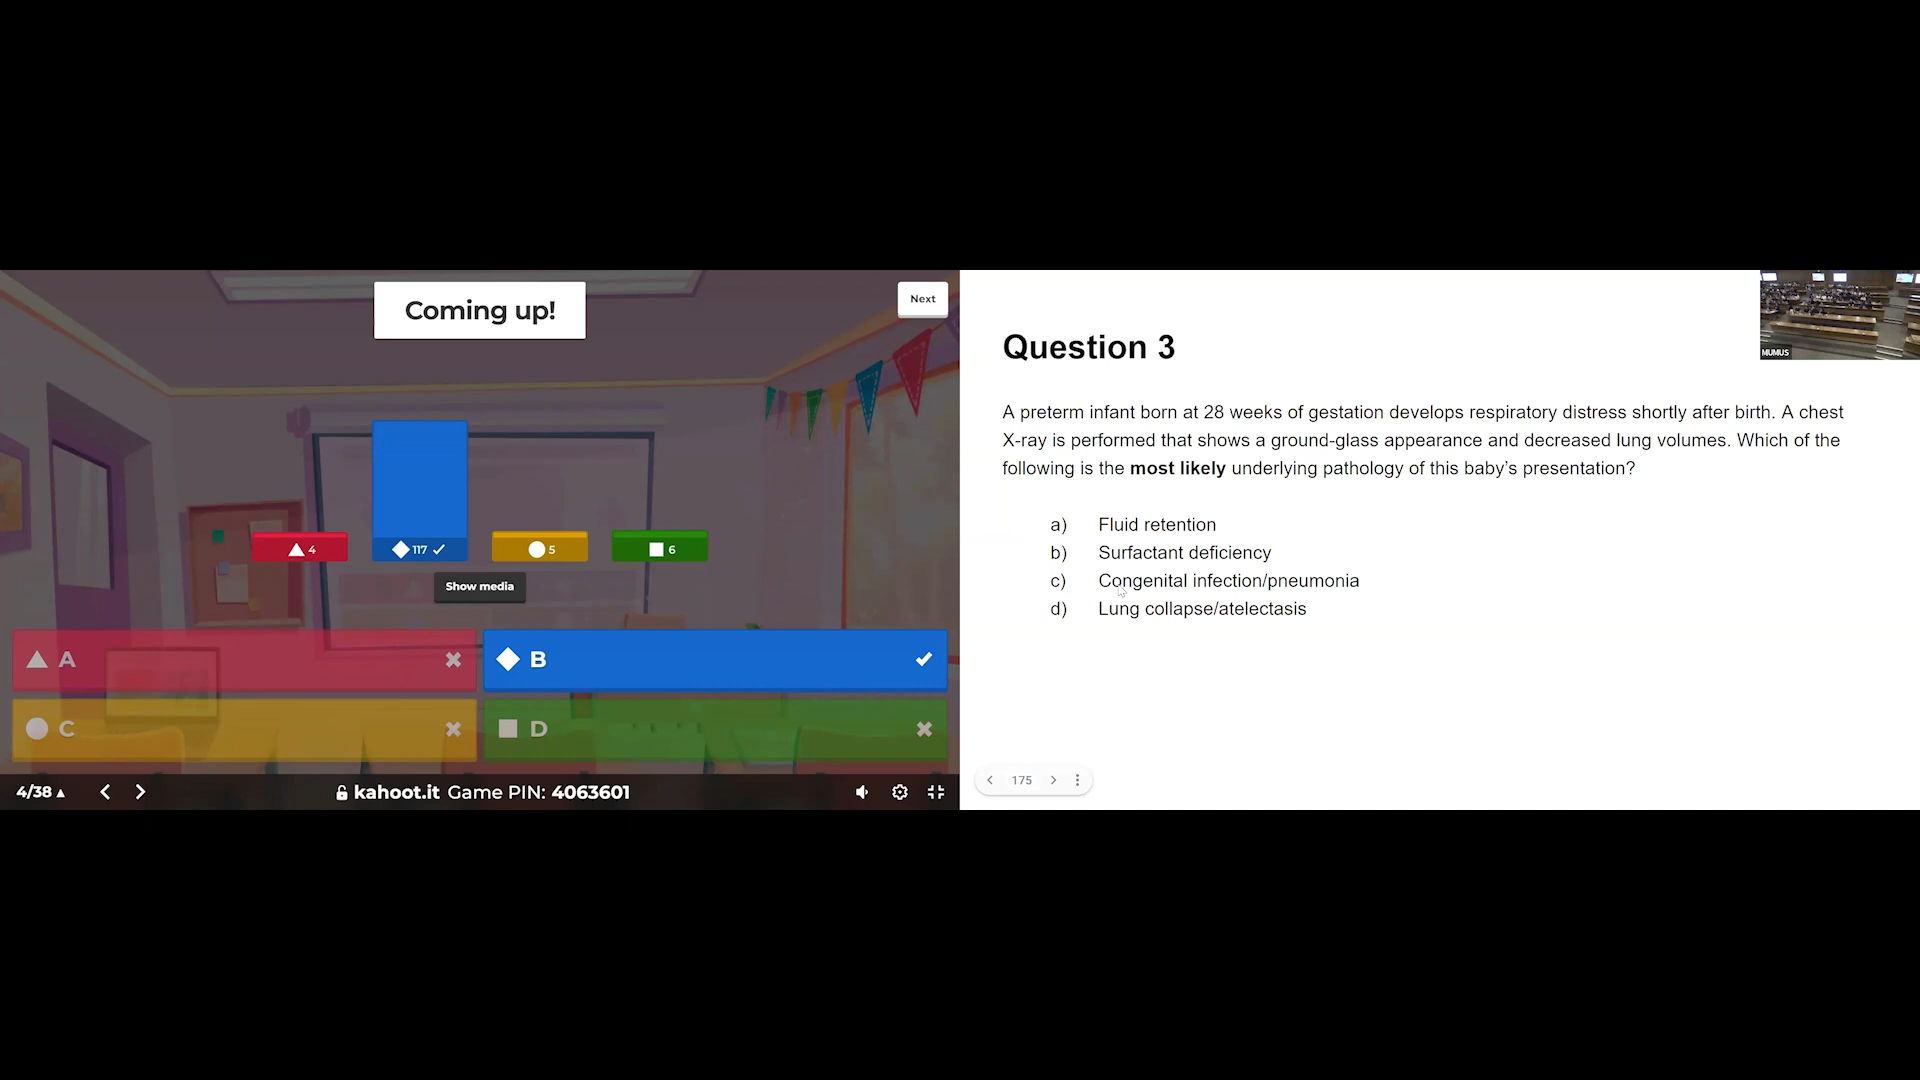 Coming up!
Next
4
117
5
6
Show media
A
B
C
D
4/38
kahoot.it Game PIN: 4063601
MUMUS
Question 3
A preterm infant born at 28 weeks of gestation develops respiratory distress shortly after birth. A chest
X-ray is performed that shows a ground-glass appearance and decreased lung volumes. Which of the
following is the most likely underlying pathology of this baby's presentation?
a) Fluid retention
b) Surfactant deficiency
c) Congenital infection/pneumonia
d) Lung collapse/atelectasis
175